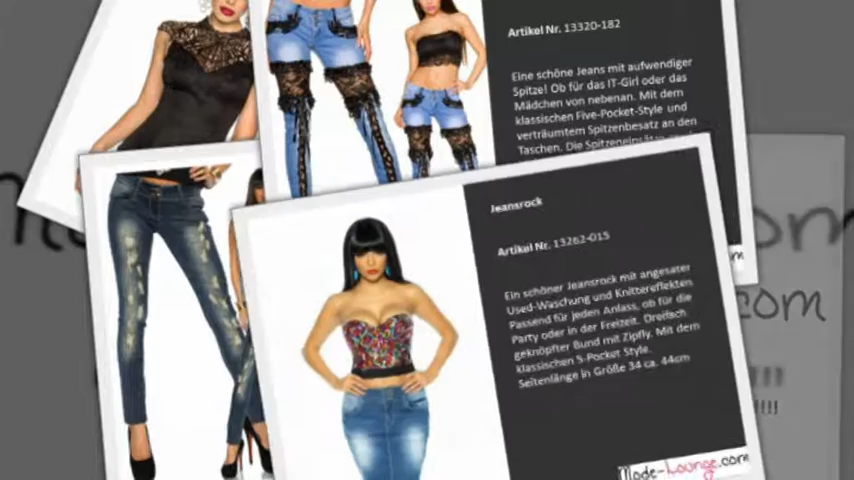 Artikel Nr. 13320-182
Eine schöne Jeans mit aufwendiger
Spitze! Ob für das IT-Girl oder das
Mädchen von nebenan. Mit dem
klassischen Five-Pocket-Style und
verträumtem Spitzenbesatz an den
Taschen. Die Spitzeneinsätze
Jeansrock
Artikel Nr. 13262-015
Ein schöner Jeansrock mit angesater
Used-Waschung und Knittereffekten
Passend für jeden Anlass, ob für die
Party oder in der Freizeit. Dreifach
geknöpfter Bund mit Zipfly. Mit dem
klassischen 5-Pocket Style.
Seitenlänge in Größe 34 ca. 44cm
Mode-Lounge.com
com
!!!
!!!!